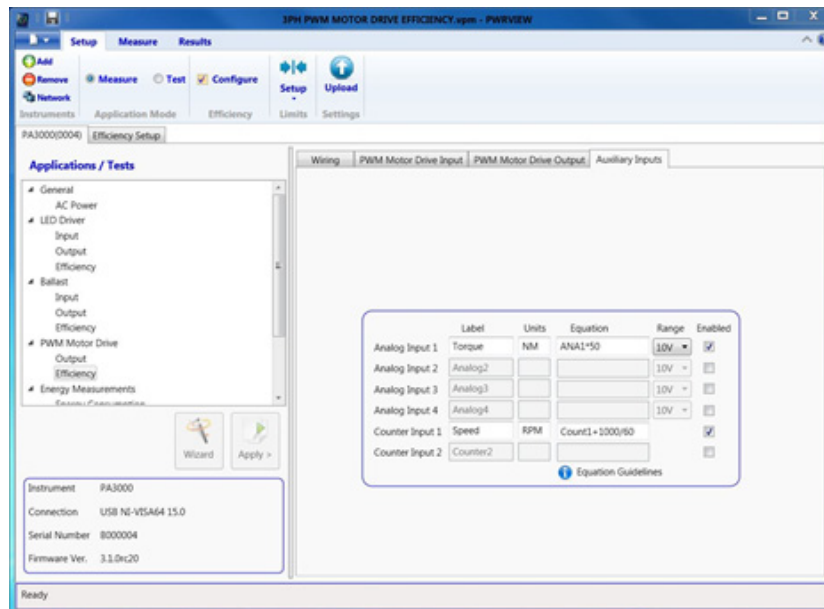 3PH PWM MOTOR DRIVE EFFICIENCY.vpm - PWRVIEW
Setup Measure Results
Add
Remove
Network
Measure Test Configure
Setup
Upload
Instruments Application Mode Efficiency Limits Settings
PA3000(0004) Efficiency Setup
Applications / Tests
General
AC Power
LED Driver
Input
Output
Efficiency
Ballast
Input
Output
Efficiency
PWM Motor Drive
Output
Efficiency
Energy Measurements
Energy Consumption
Wizard Apply >
Instrument PA3000
Connection USB NI-VISA64 15.0
Serial Number B000004
Firmware Ver. 3.1.0rc20
Wiring PWM Motor Drive Input PWM Motor Drive Output Auxiliary Inputs
Label Units Equation Range Enabled
Analog Input 1 Torque NM ANA1*50 10V
Analog Input 2 Analog2 10V
Analog Input 3 Analog3 10V
Analog Input 4 Analog4 10V
Counter Input 1 Speed RPM Count1*1000/60
Counter Input 2 Counter2
Equation Guidelines
Ready